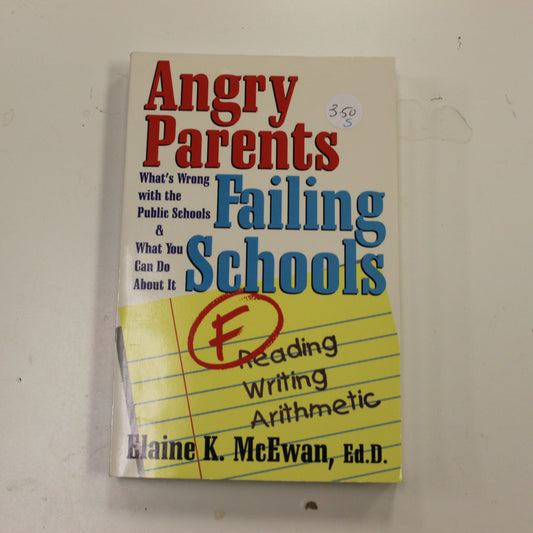 Angry
Parents
3.50
S
What's Wrong
with the
Public Schools
&
What You
Can Do
About It
Failing
Schools
F
Reading
Writing
Arithmetic
Elaine K. McEwan, Ed.D.